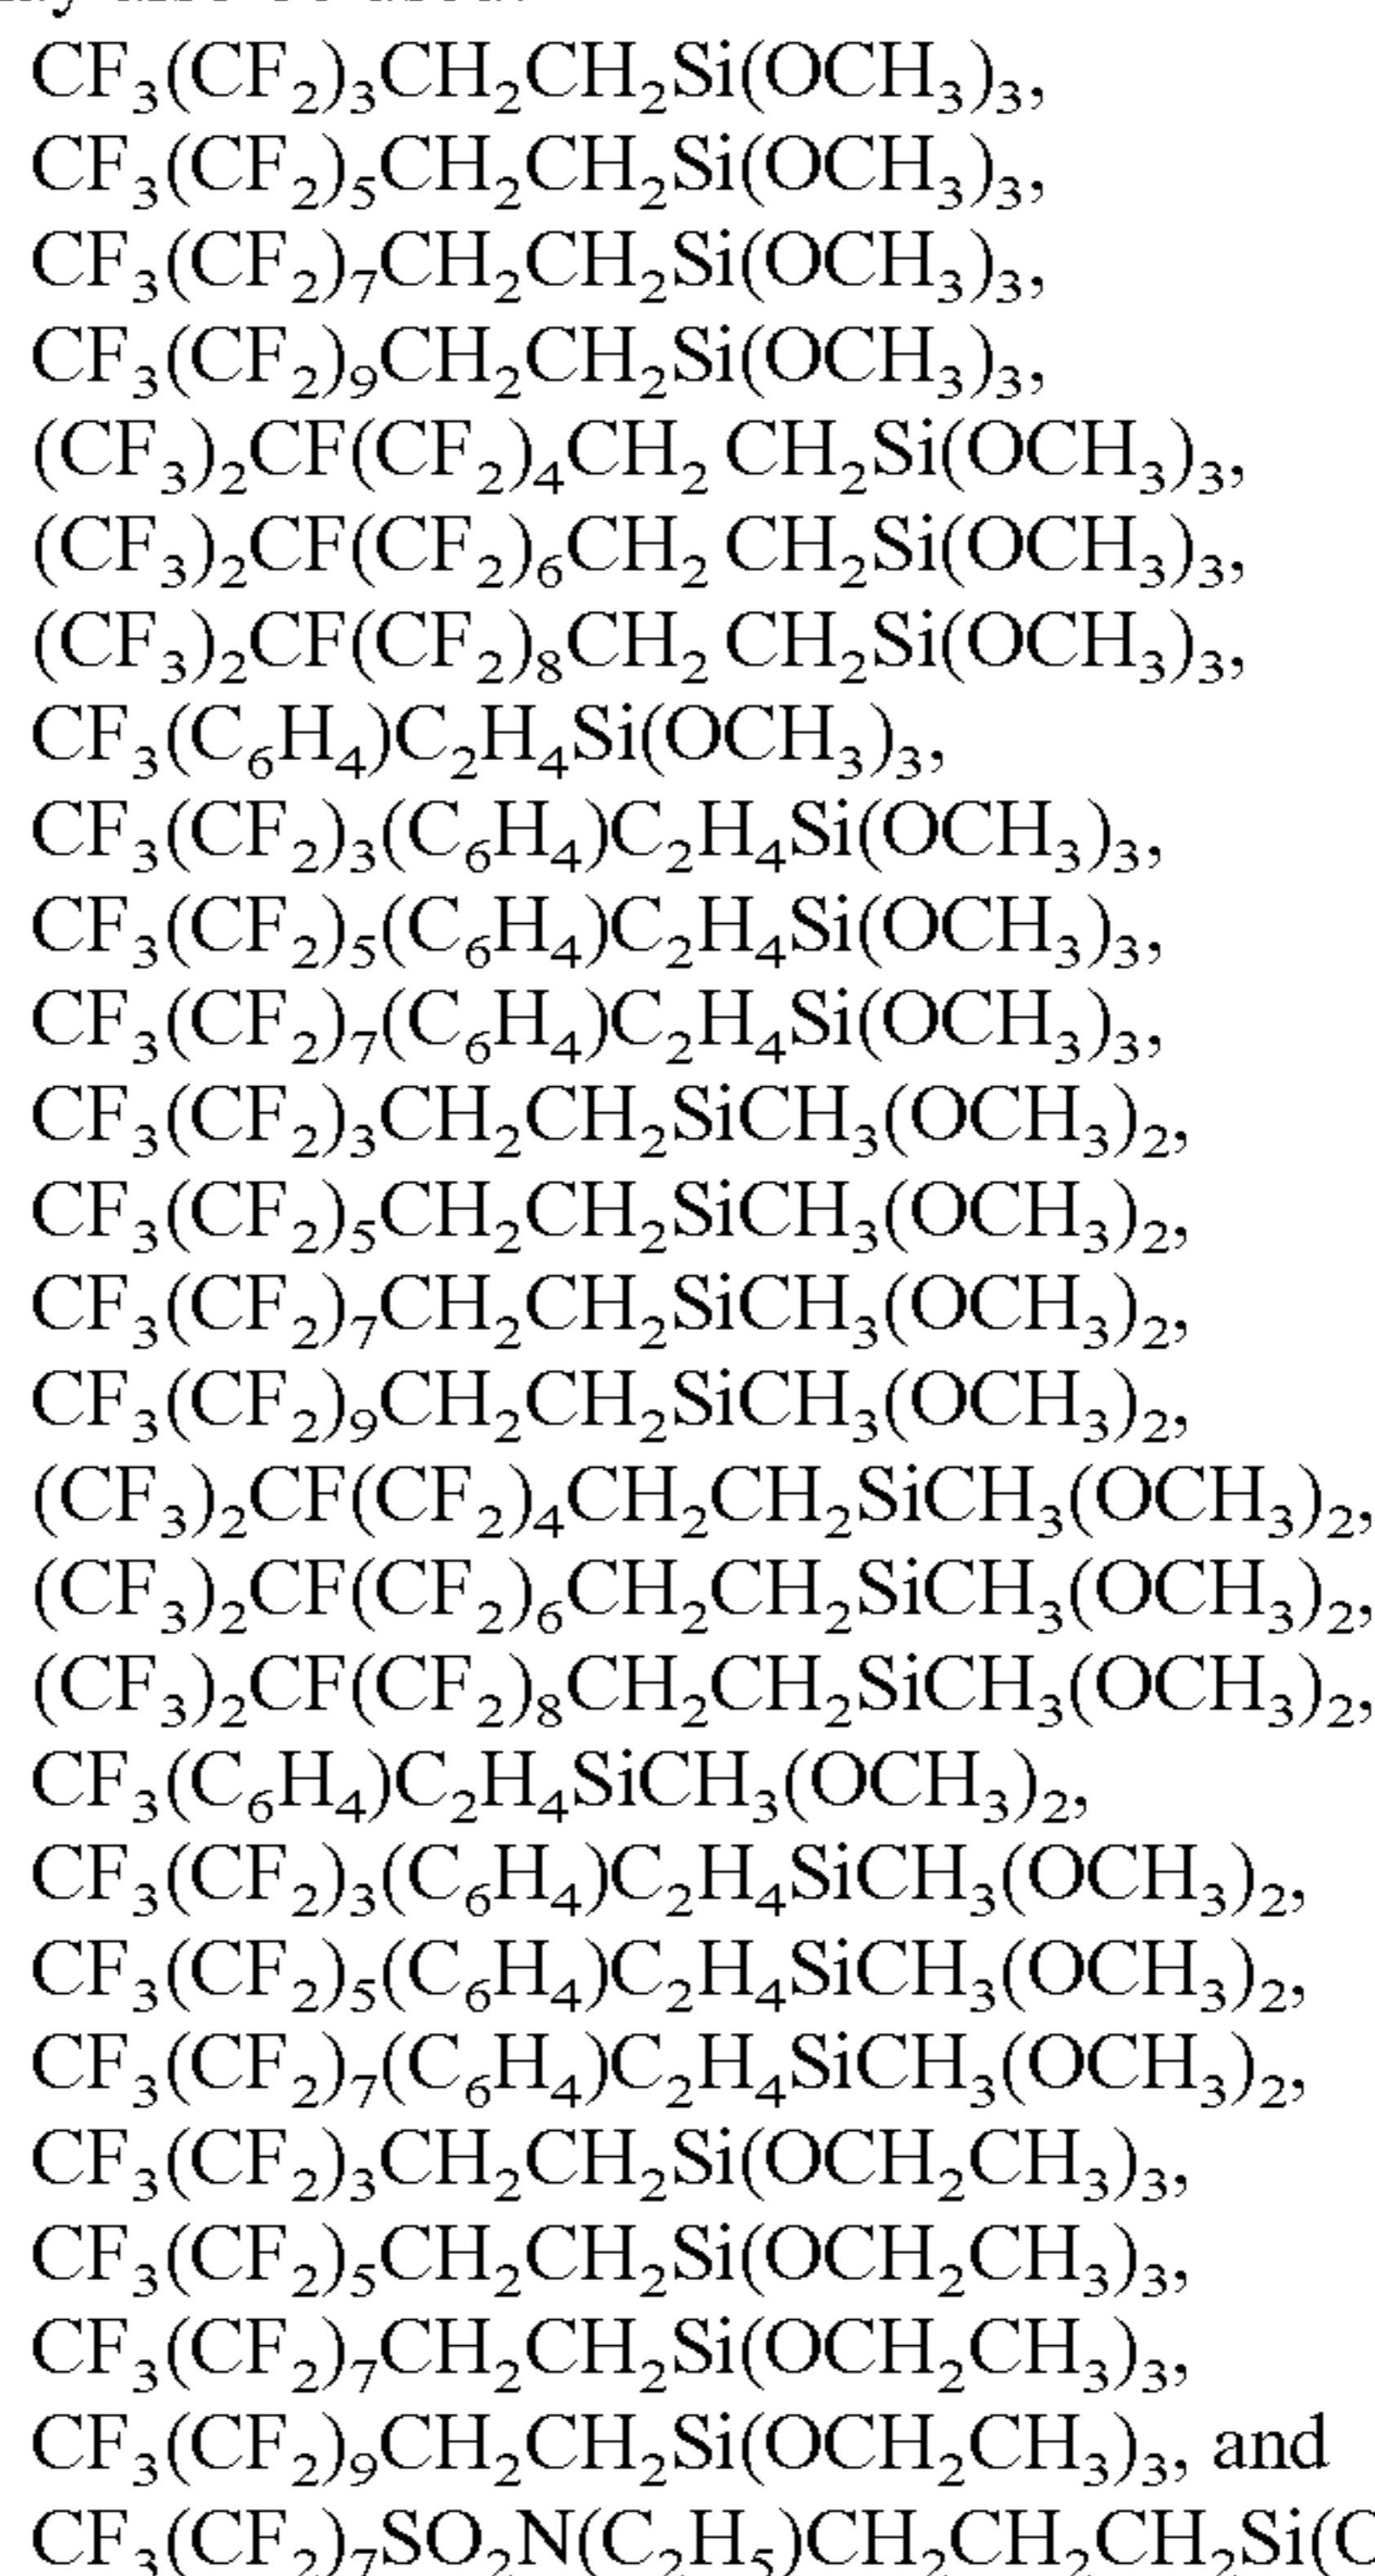 CF₃(CF₂)₃CH₂CH₂Si(OCH₃)₃,
CF₃(CF₂)₅CH₂CH₂Si(OCH₃)₃,
CF₃(CF₂)₇CH₂CH₂Si(OCH₃)₃,
CF₃(CF₂)₉CH₂CH₂Si(OCH₃)₃,
(CF₃)₂CF(CF₂)₄CH₂ CH₂Si(OCH₃)₃,
(CF₃)₂CF(CF₂)₆CH₂ CH₂Si(OCH₃)₃,
(CF₃)₂CF(CF₂)₈CH₂ CH₂Si(OCH₃)₃,
CF₃(C₆H₄)C₂H₄Si(OCH₃)₃,
CF₃(CF₂)₃(C₆H₄)C₂H₄Si(OCH₃)₃,
CF₃(CF₂)₅(C₆H₄)C₂H₄Si(OCH₃)₃,
CF₃(CF₂)₇(C₆H₄)C₂H₄Si(OCH₃)₃,
CF₃(CF₂)₃CH₂CH₂SiCH₃(OCH₃)₂,
CF₃(CF₂)₅CH₂CH₂SiCH₃(OCH₃)₂,
CF₃(CF₂)₇CH₂CH₂SiCH₃(OCH₃)₂,
CF₃(CF₂)₉CH₂CH₂SiCH₃(OCH₃)₂,
(CF₃)₂CF(CF₂)₄CH₂CH₂SiCH₃(OCH₃)₂,
(CF₃)₂CF(CF₂)₆CH₂CH₂SiCH₃(OCH₃)₂,
(CF₃)₂CF(CF₂)₈CH₂CH₂SiCH₃(OCH₃)₂,
CF₃(C₆H₄)C₂H₄SiCH₃(OCH₃)₂,
CF₃(CF₂)₃(C₆H₄)C₂H₄SiCH₃(OCH₃)₂,
CF₃(CF₂)₅(C₆H₄)C₂H₄SiCH₃(OCH₃)₂,
CF₃(CF₂)₇(C₆H₄)C₂H₄SiCH₃(OCH₃)₂,
CF₃(CF₂)₃CH₂CH₂Si(OCH₂CH₃)₃,
CF₃(CF₂)₅CH₂CH₂Si(OCH₂CH₃)₃,
CF₃(CF₂)₇CH₂CH₂Si(OCH₂CH₃)₃,
CF₃(CF₂)₉CH₂CH₂Si(OCH₂CH₃)₃, and
CF₃(CF₂)₇SO₂N(C₂H₅)CH₂CH₂CH₂Si(